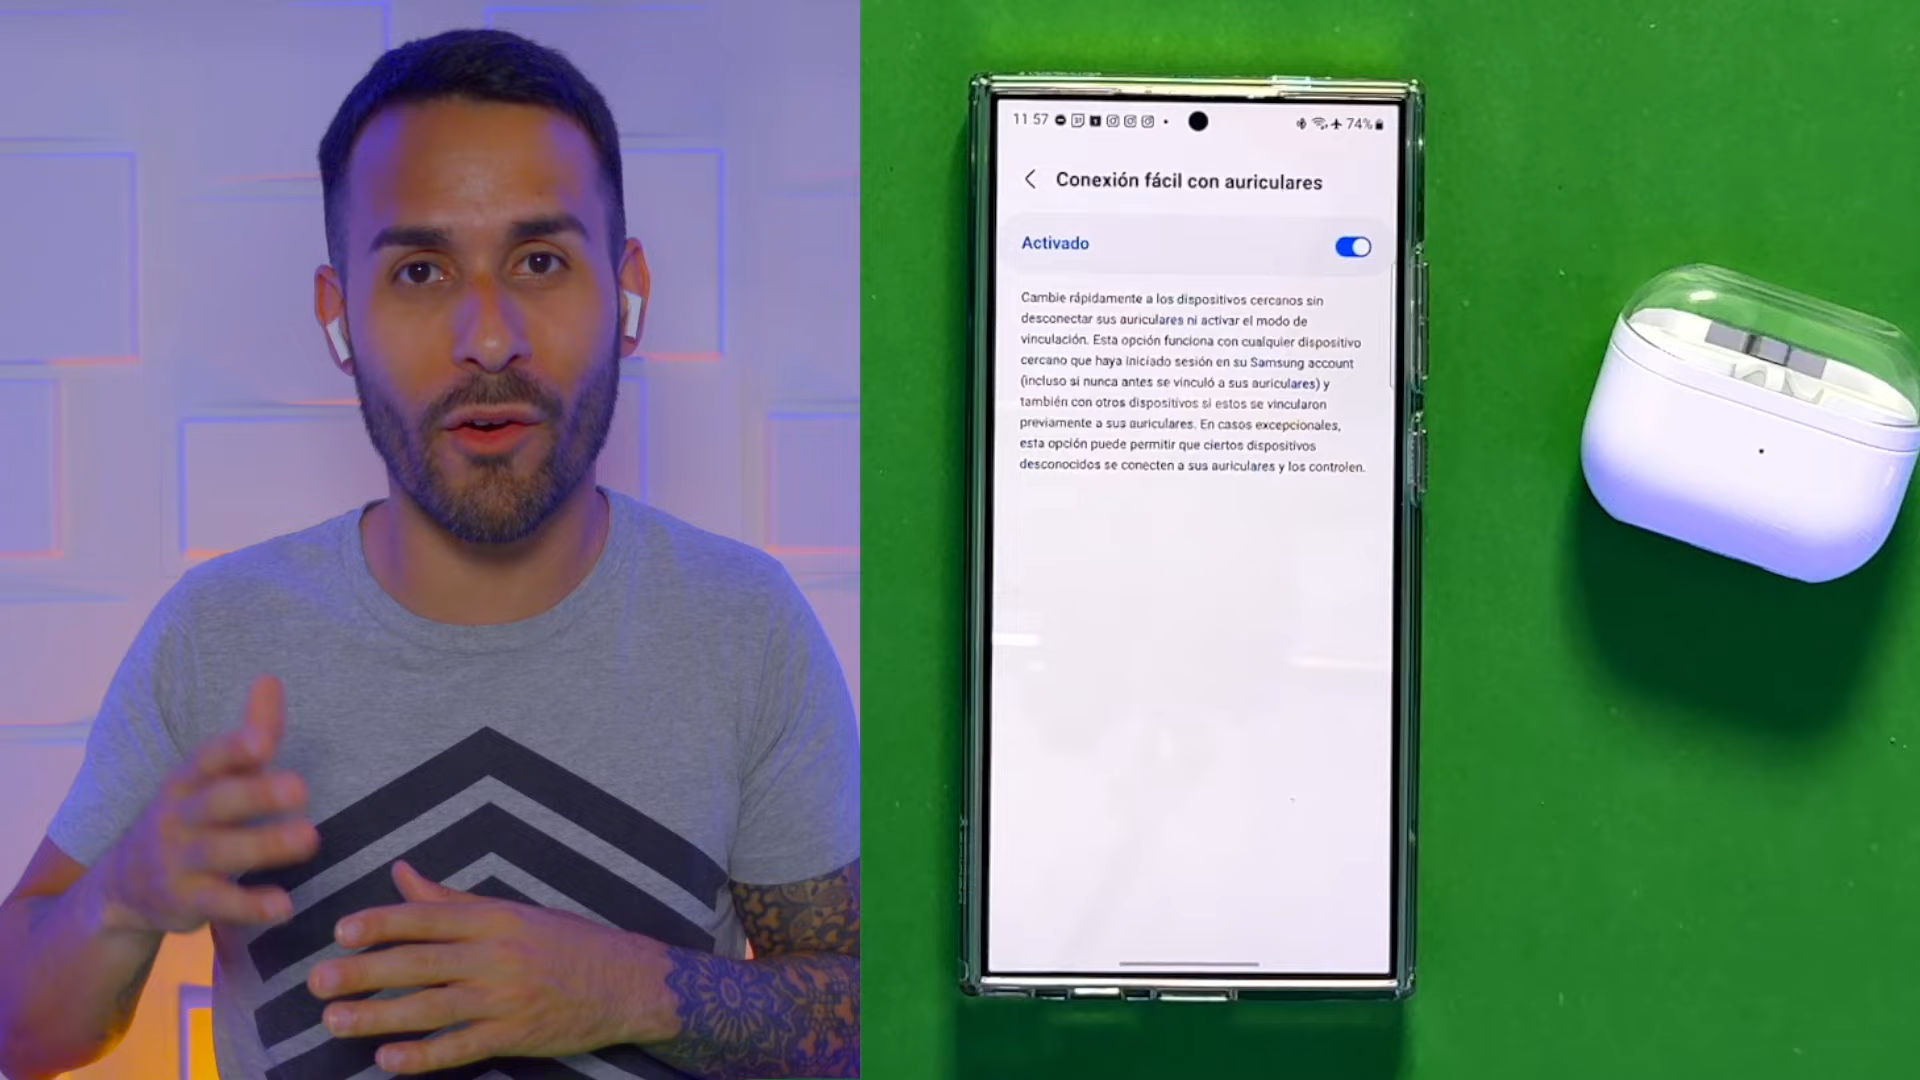 11:57
74%
Conexión fácil con auriculares
Activado
Cambie rápidamente a los dispositivos cercanos sin
desconectar sus auriculares ni activar el modo de
vinculación. Esta opción funciona con cualquier dispositivo
cercano que haya iniciado sesión en su Samsung account
(incluso si nunca antes se vinculó a sus auriculares) y
también con otros dispositivos si estos se vincularon
previamente a sus auriculares. En casos excepcionales,
esta opción puede permitir que ciertos dispositivos
desconocidos se conecten a sus auriculares y los controlen.